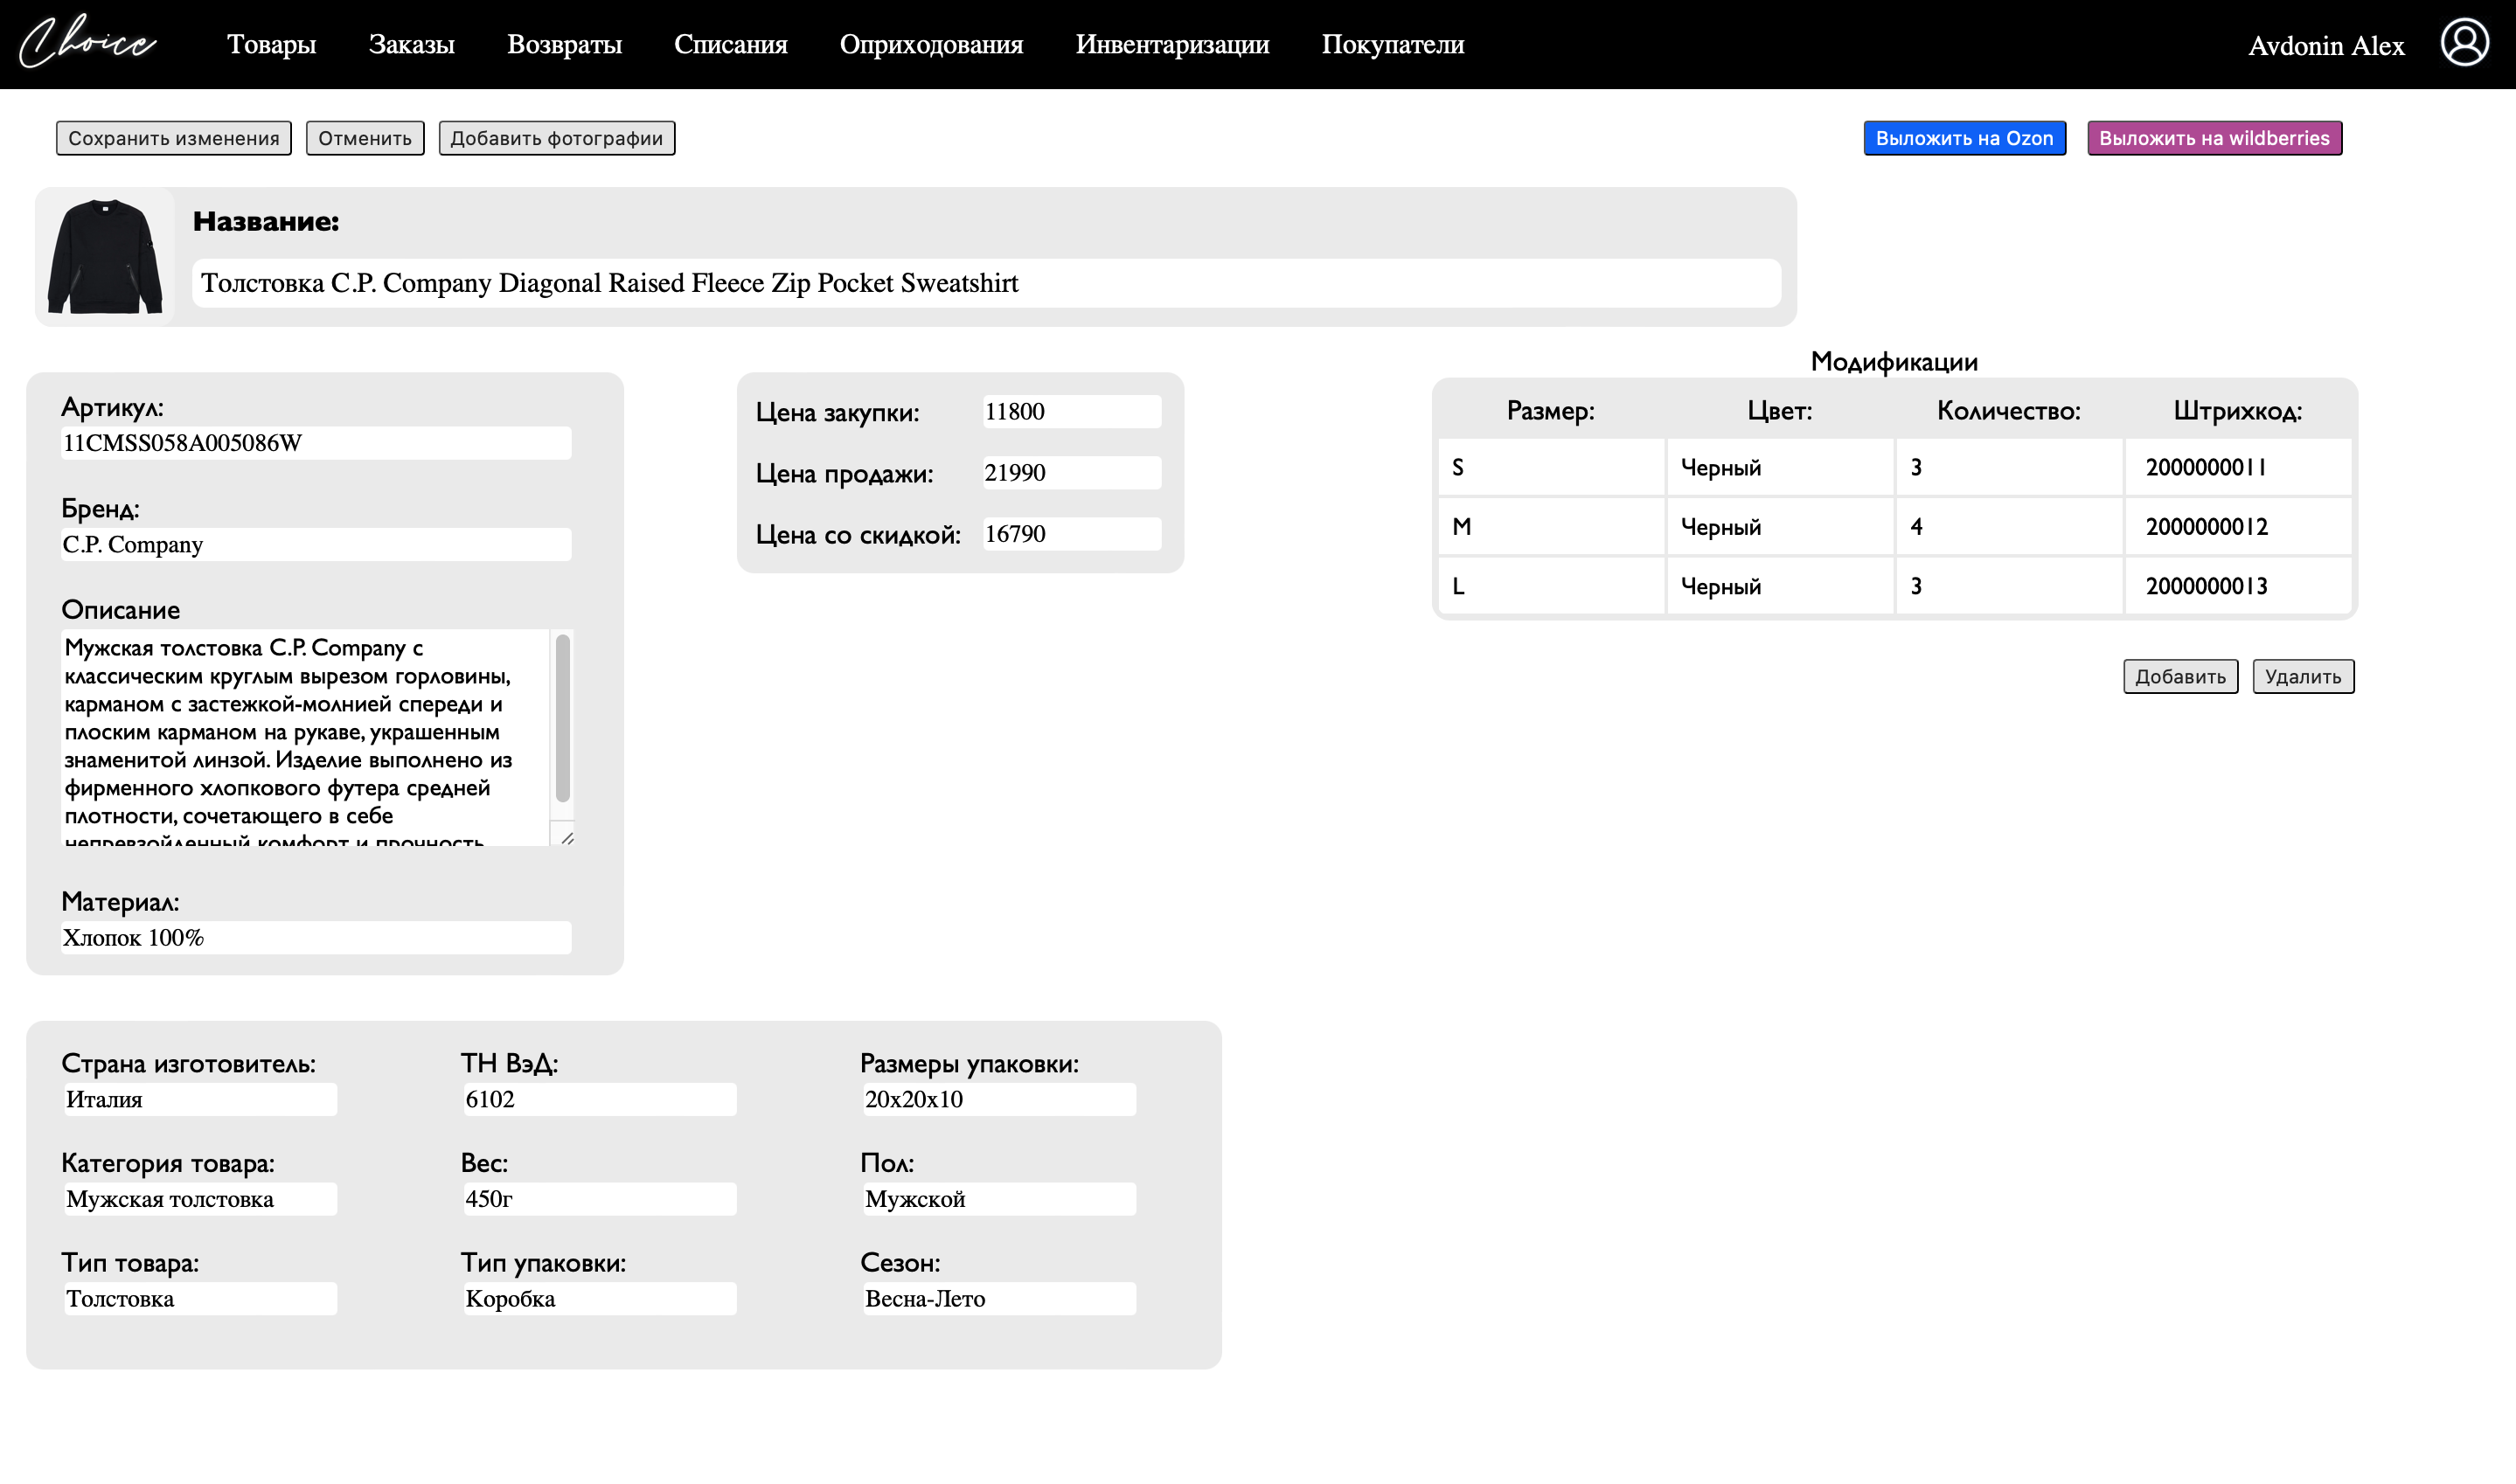 Choice
Товары Заказы Возвраты Списания Оприходования Инвентаризации Покупатели Avdonin Alex
Сохранить изменения Отменить Добавить фотографии Выложить на Ozon Выложить на wildberries
Название:
Толстовка C.P. Company Diagonal Raised Fleece Zip Pocket Sweatshirt
Артикул:
11CMSS058A005086W
Бренд:
C.P. Company
Описание
Мужская толстовка C.P. Company с
классическим круглым вырезом горловины,
карманом с застежкой-молнией спереди и
плоским карманом на рукаве, украшенным
знаменитой линзой. Изделие выполнено из
фирменного хлопкового футера средней
плотности, сочетающего в себе
непревзойденный комфорт и прочность
Материал:
Хлопок 100%
Цена закупки: 11800
Цена продажи: 21990
Цена со скидкой: 16790
Модификации
Размер: Цвет: Количество: Штрихкод:
S Черный 3 2000000011
M Черный 4 2000000012
L Черный 3 2000000013
Добавить Удалить
Страна изготовитель: ТН ВэД: Размеры упаковки:
Италия 6102 20x20x10
Категория товара: Вес: Пол:
Мужская толстовка 450г Мужской
Тип товара: Тип упаковки: Сезон:
Толстовка Коробка Весна-Лето